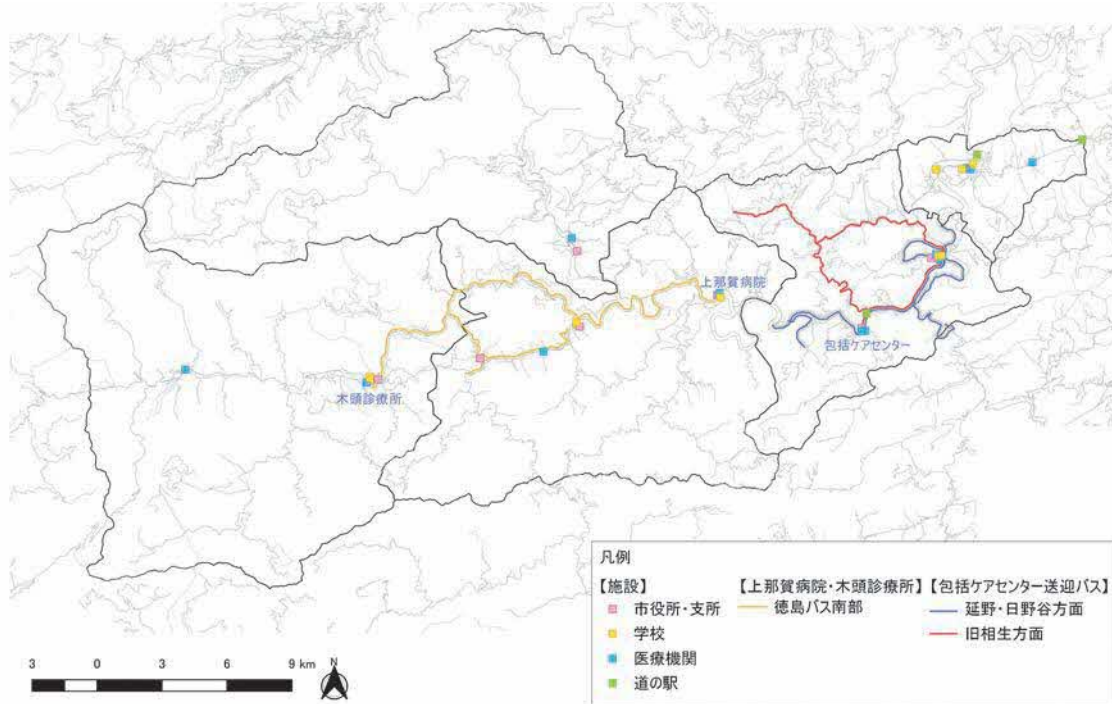 上那賀病院
包括ケアセンター
木頭診療所
凡例
【施設】
市役所・支所
学校
医療機関
道の駅
【上那賀病院・木頭診療所】
徳島バス南部
【包括ケアセンター送迎バス】
延野・日野谷方面
旧相生方面
3 0 3 6 9 km
N